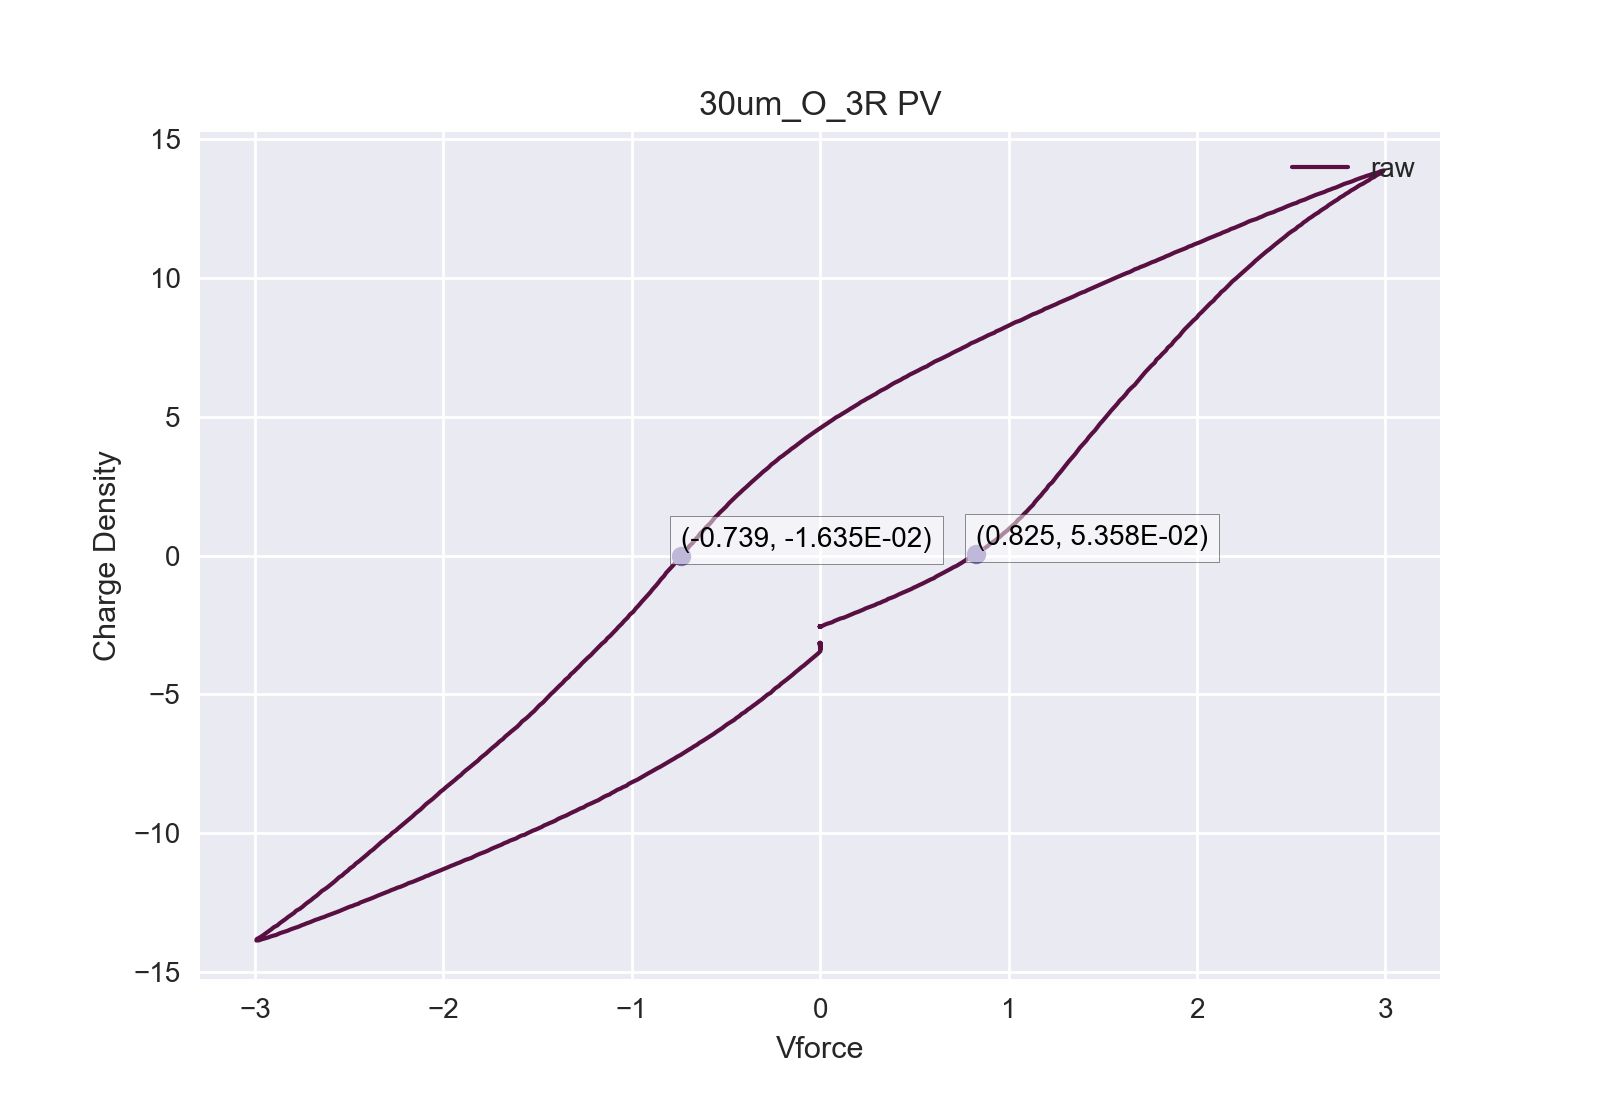 30um_O_3R PV
raw
15
10
5
0
−5
−10
−15
Charge Density
(-0.739, -1.635E-02)
(0.825, 5.358E-02)
−3
−2
−1
0
1
2
3
Vforce